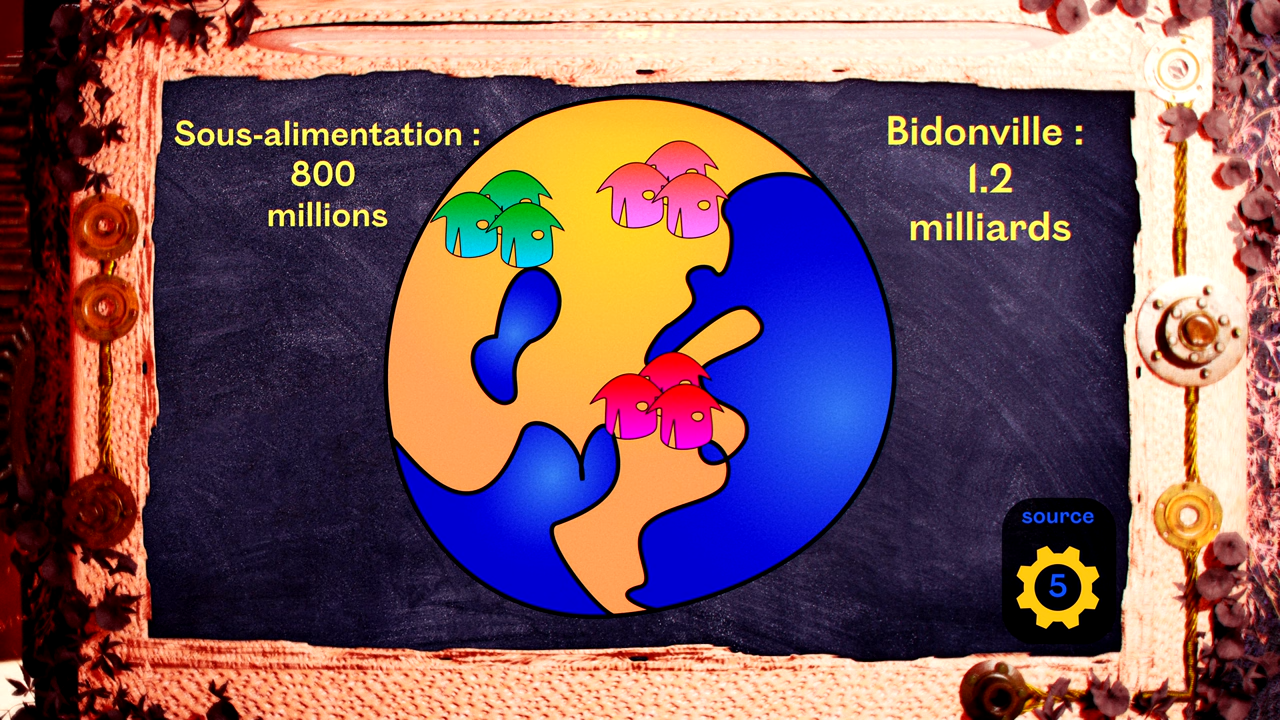 Sous-alimentation :
800
millions
Bidonville :
1.2
milliards
source
5